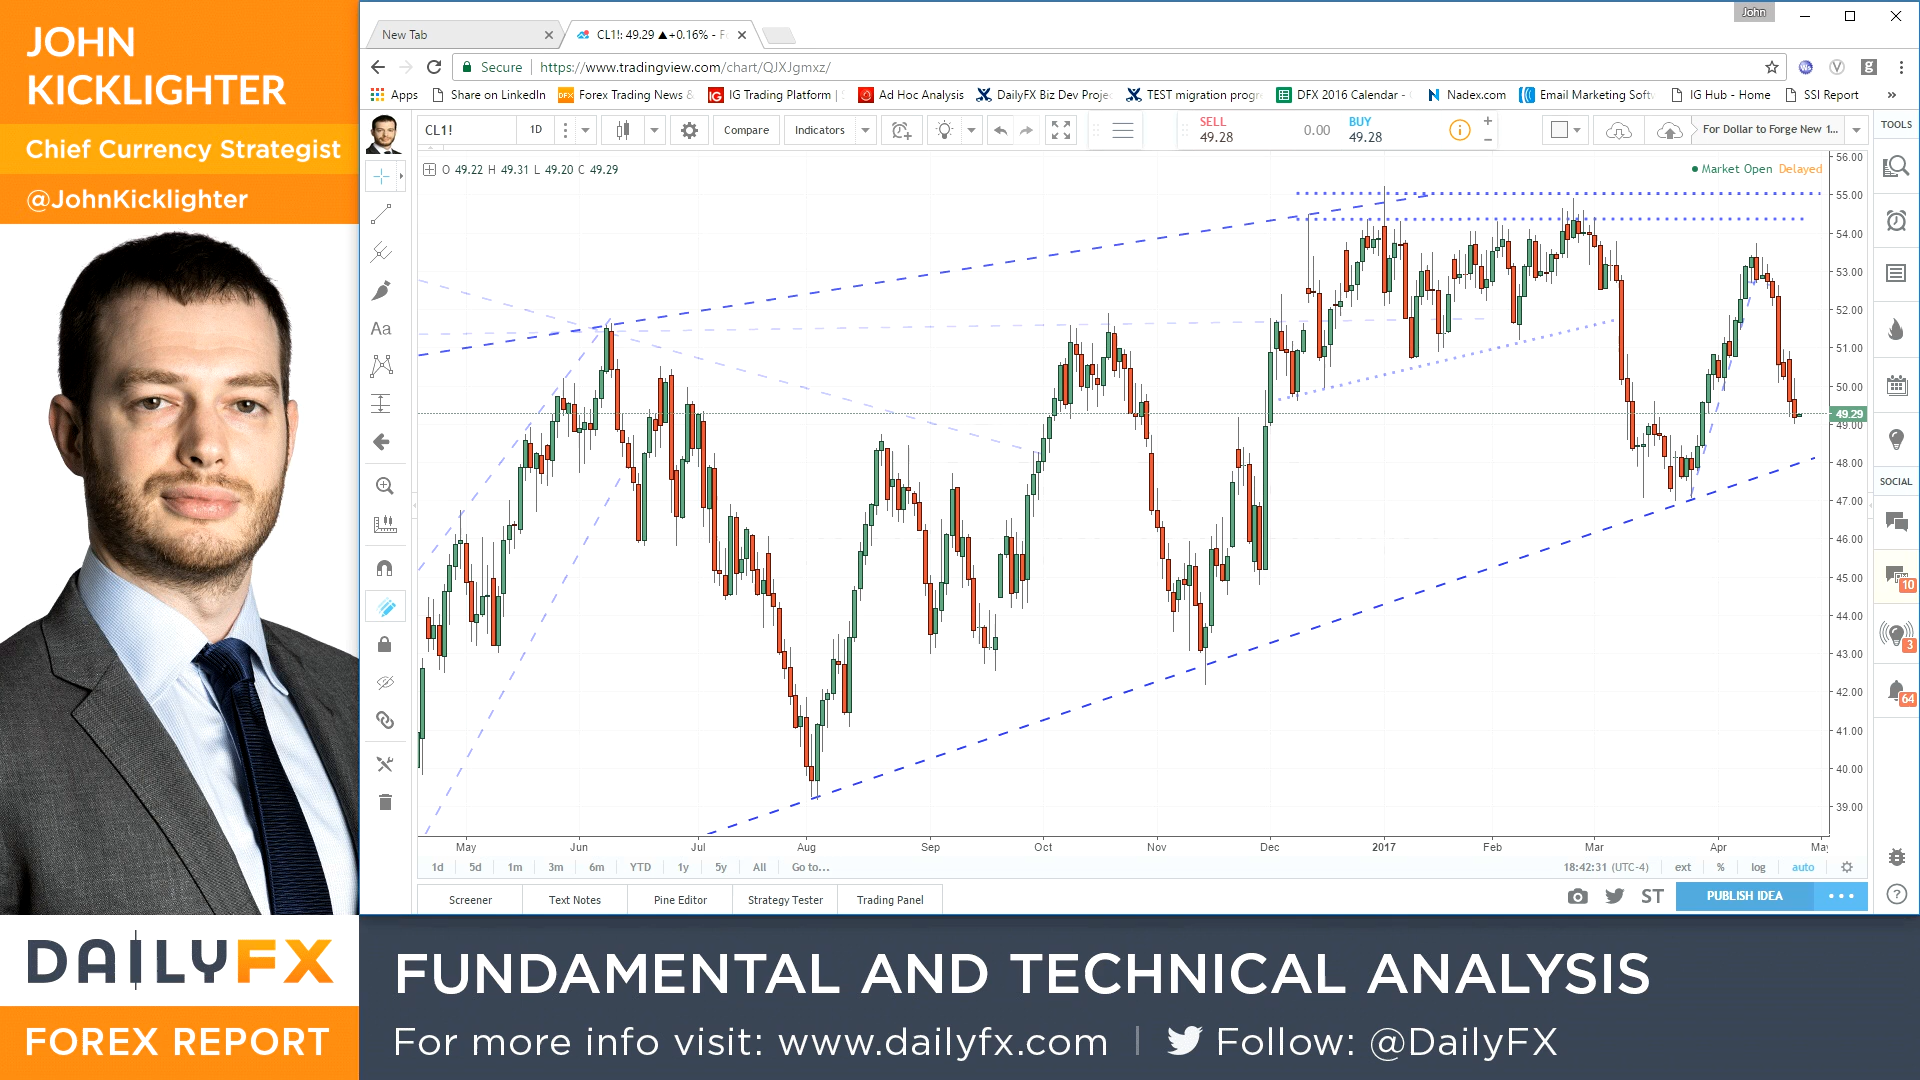 JOHN
KICKLIGHTER
Chief Currency Strategist
@JohnKicklighter
John
New Tab
CL1!: 49.29 ▲+0.16% - F
Secure
https://www.tradingview.com/chart/QJXJgmxz/
Apps
Share on LinkedIn
DFX Forex Trading News &
IG IG Trading Platform |
Ad Hoc Analysis
DailyFX Biz Dev Proje
TEST migration progr
DFX 2016 Calendar -
Nadex.com
Email Marketing Soft
IG Hub - Home
SSI Report
»
CL1!
1D
Compare
Indicators
SELL
49.28
0.00
BUY
49.28
For Dollar to Forge New 1...
TOOLS
O 49.22 H 49.31 L 49.20 C 49.29
Market Open Delayed
56.00
55.00
54.00
53.00
52.00
51.00
50.00
49.29
49.00
48.00
47.00
46.00
45.00
44.00
43.00
42.00
41.00
40.00
39.00
Aa
SOCIAL
10
3
64
May Jun Jul Aug Sep Oct Nov Dec 2017 Feb Mar Apr May
1d 5d 1m 3m 6m YTD 1y 5y All Go to...
18:42:31 (UTC-4) ext % log auto
Screener Text Notes Pine Editor Strategy Tester Trading Panel
ST
PUBLISH IDEA
DAILYFX
FOREX REPORT
FUNDAMENTAL AND TECHNICAL ANALYSIS
For more info visit: www.dailyfx.com | Follow: @DailyFX